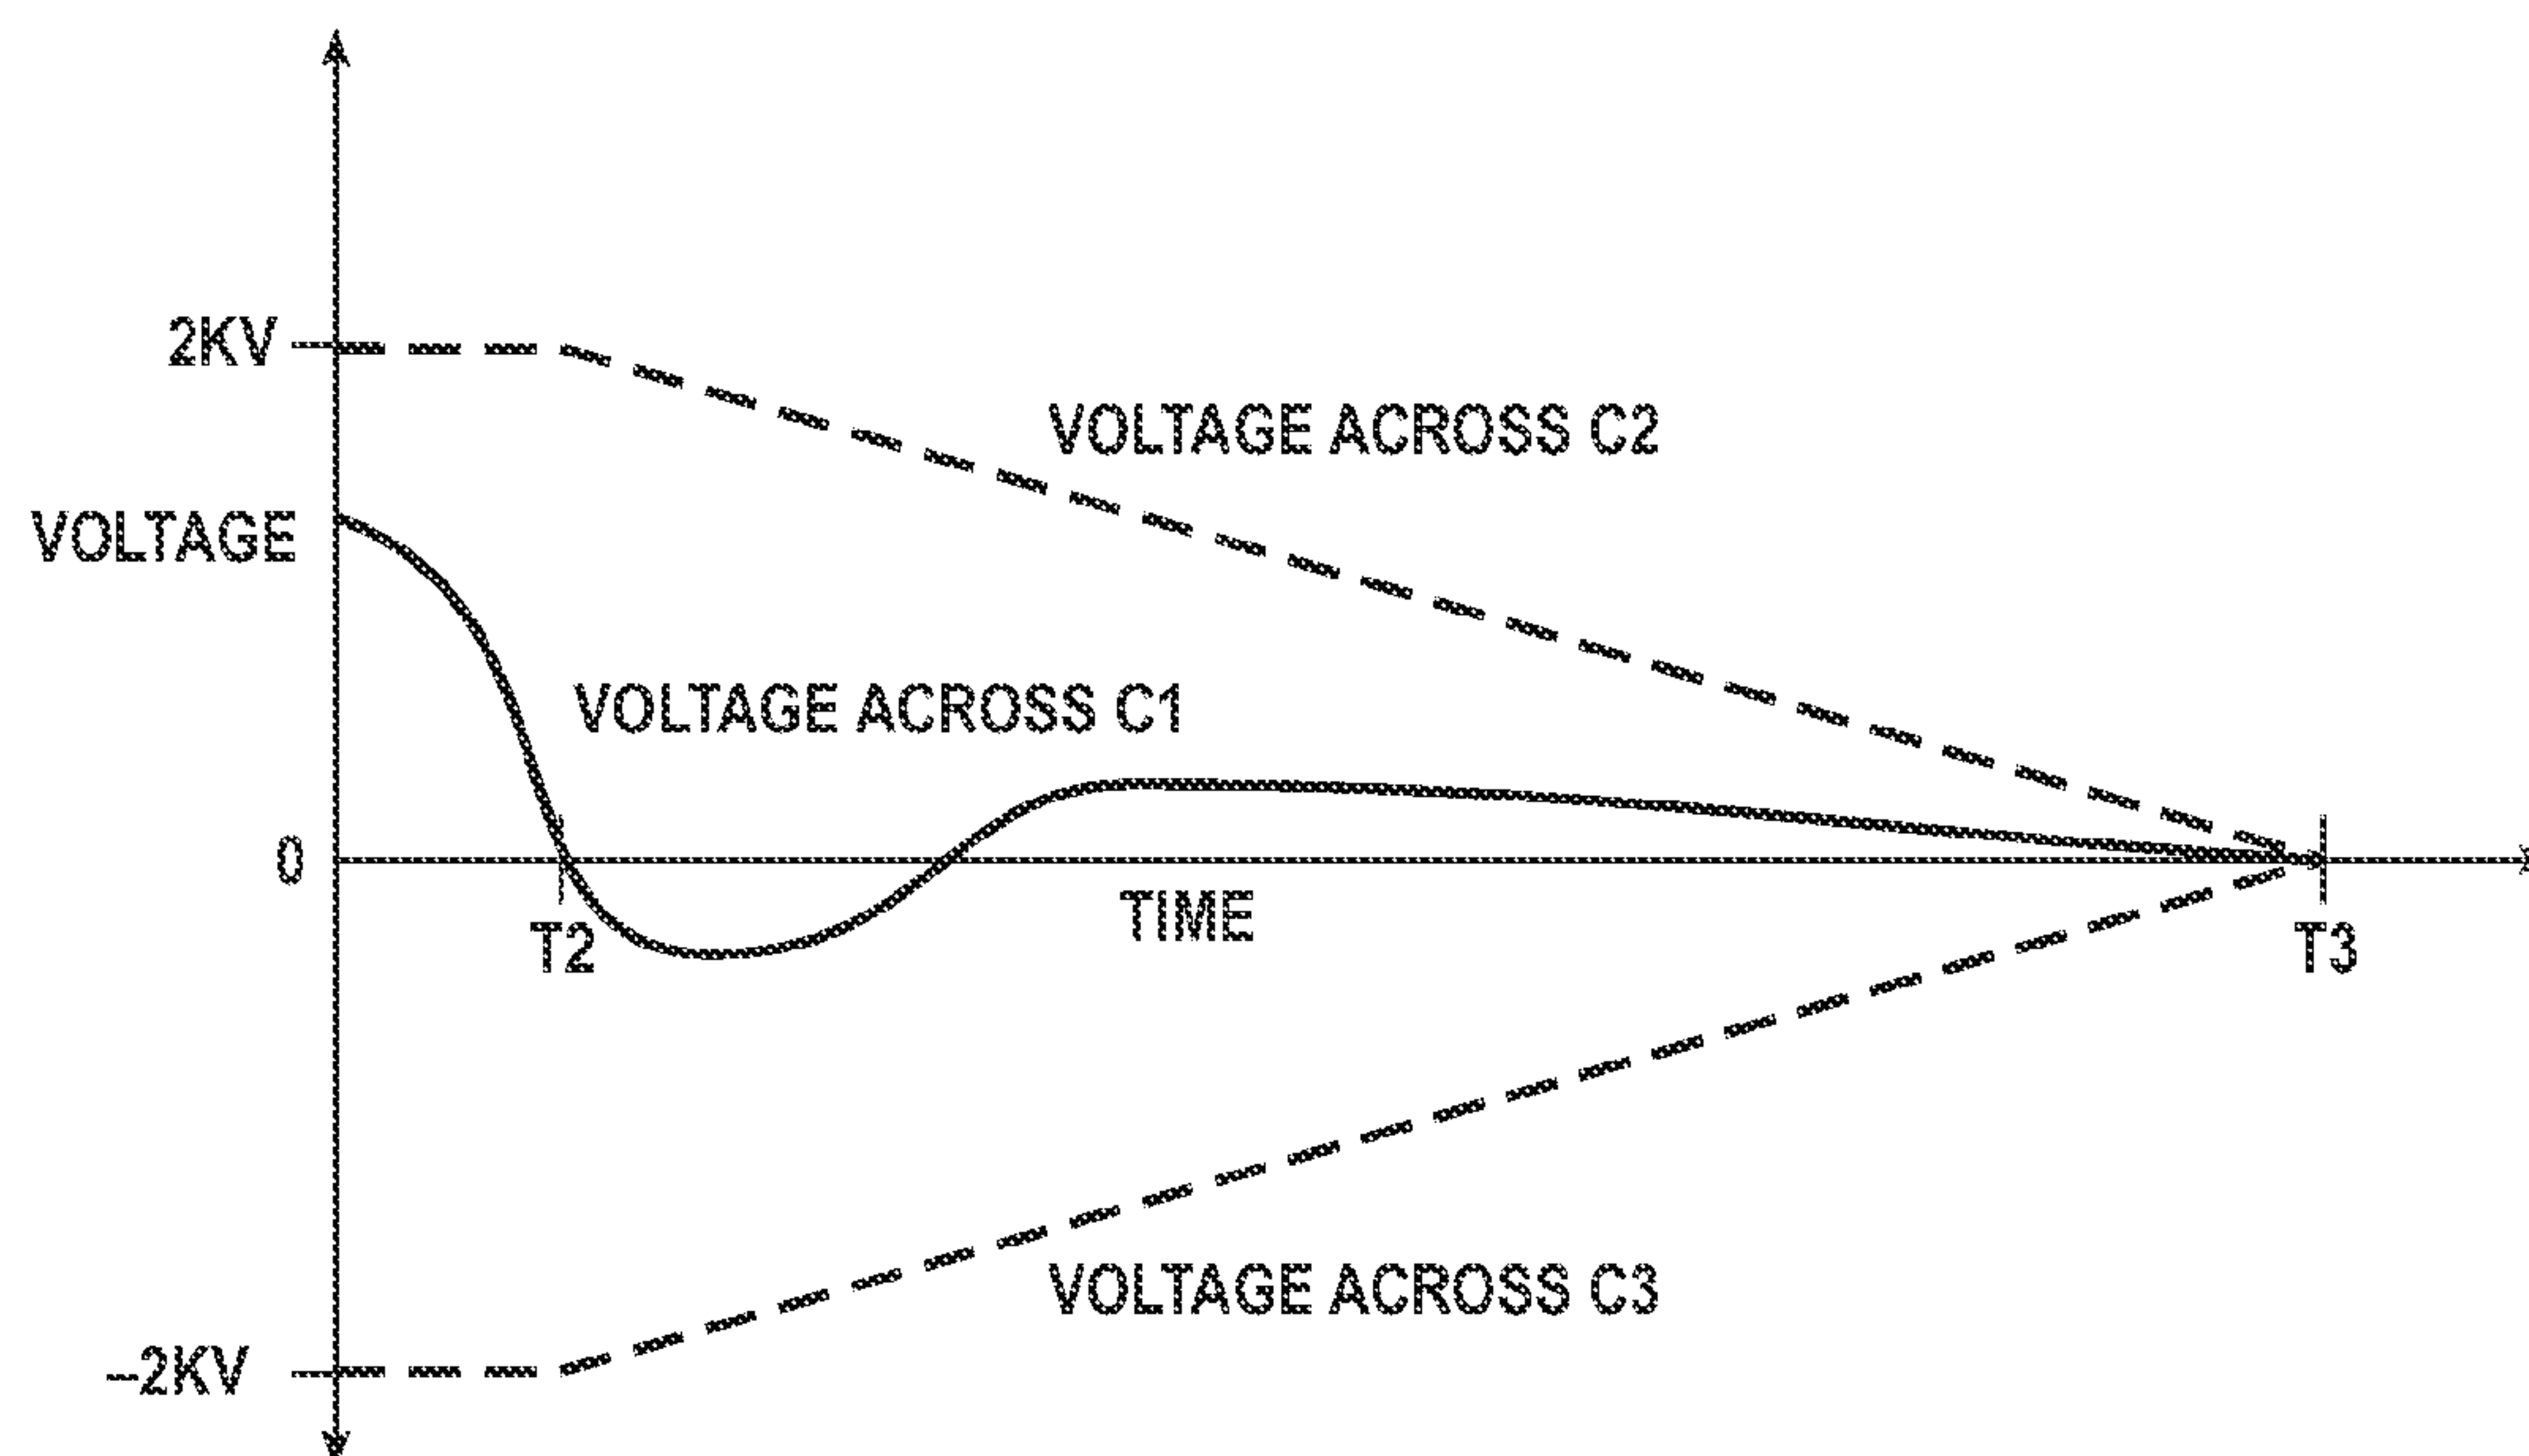 2KV
VOLTAGE ACROSS C2
VOLTAGE
VOLTAGE ACROSS C1
0
TIME
T2
T3
VOLTAGE ACROSS C3
–2KV